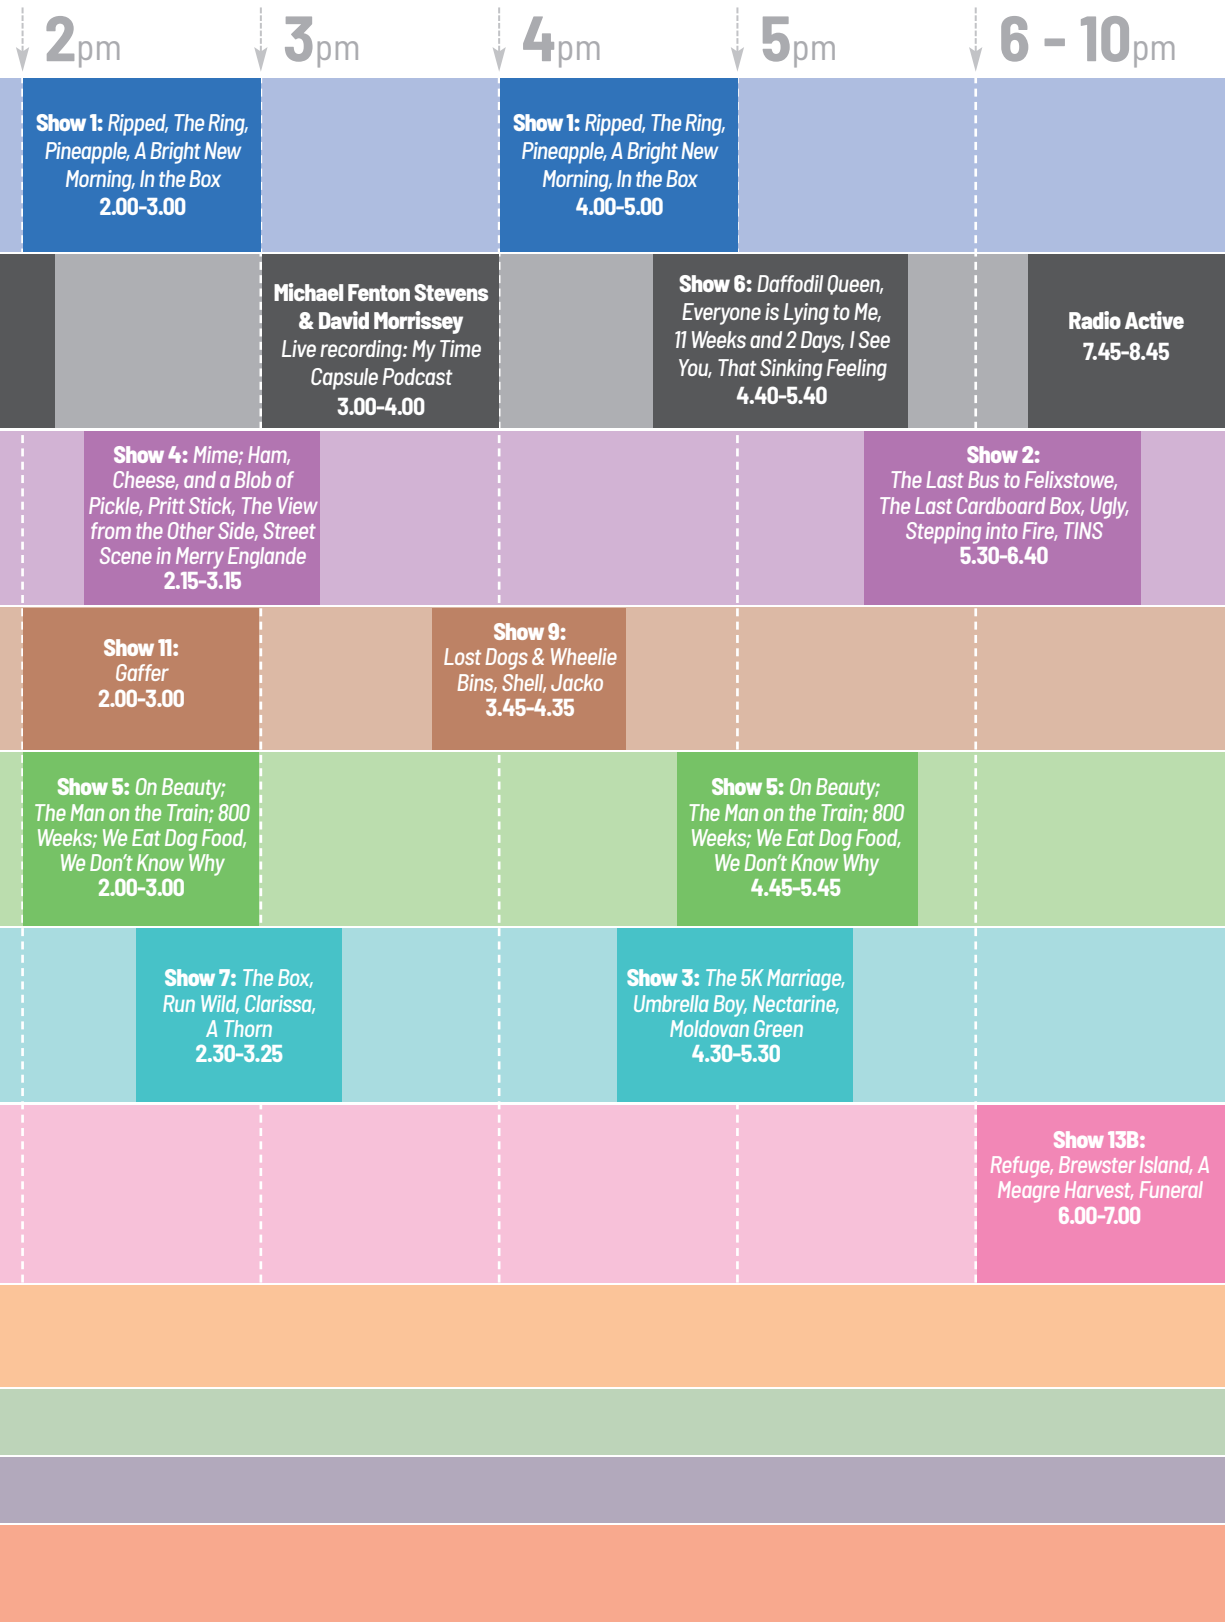 2pm
3pm
4pm
5pm
6 - 10pm
Show 1: Ripped, The Ring,
Pineapple, A Bright New
Morning, In the Box
2.00-3.00
Show 1: Ripped, The Ring,
Pineapple, A Bright New
Morning, In the Box
4.00-5.00
Michael Fenton Stevens
& David Morrissey
Live recording: My Time
Capsule Podcast
3.00-4.00
Show 6: Daffodil Queen,
Everyone is Lying to Me,
11 Weeks and 2 Days, I See
You, That Sinking Feeling
4.40-5.40
Radio Active
7.45-8.45
Show 4: Mime; Ham,
Cheese, and a Blob of
Pickle, Pritt Stick, The View
from the Other Side, Street
Scene in Merry Englande
2.15-3.15
Show 2:
The Last Bus to Felixstowe,
The Last Cardboard Box, Ugly,
Stepping into Fire, TINS
5.30-6.40
Show 11:
Gaffer
2.00-3.00
Show 9:
Lost Dogs & Wheelie
Bins, Shell, Jacko
3.45-4.35
Show 5: On Beauty;
The Man on the Train; 800
Weeks; We Eat Dog Food,
We Don't Know Why
2.00-3.00
Show 5: On Beauty;
The Man on the Train; 800
Weeks; We Eat Dog Food,
We Don't Know Why
4.45-5.45
Show 7: The Box,
Run Wild, Clarissa,
A Thorn
2.30-3.25
Show 3: The 5K Marriage,
Umbrella Boy, Nectarine,
Moldovan Green
4.30-5.30
Show 13B:
Refuge, Brewster Island, A
Meagre Harvest, Funeral
6.00-7.00